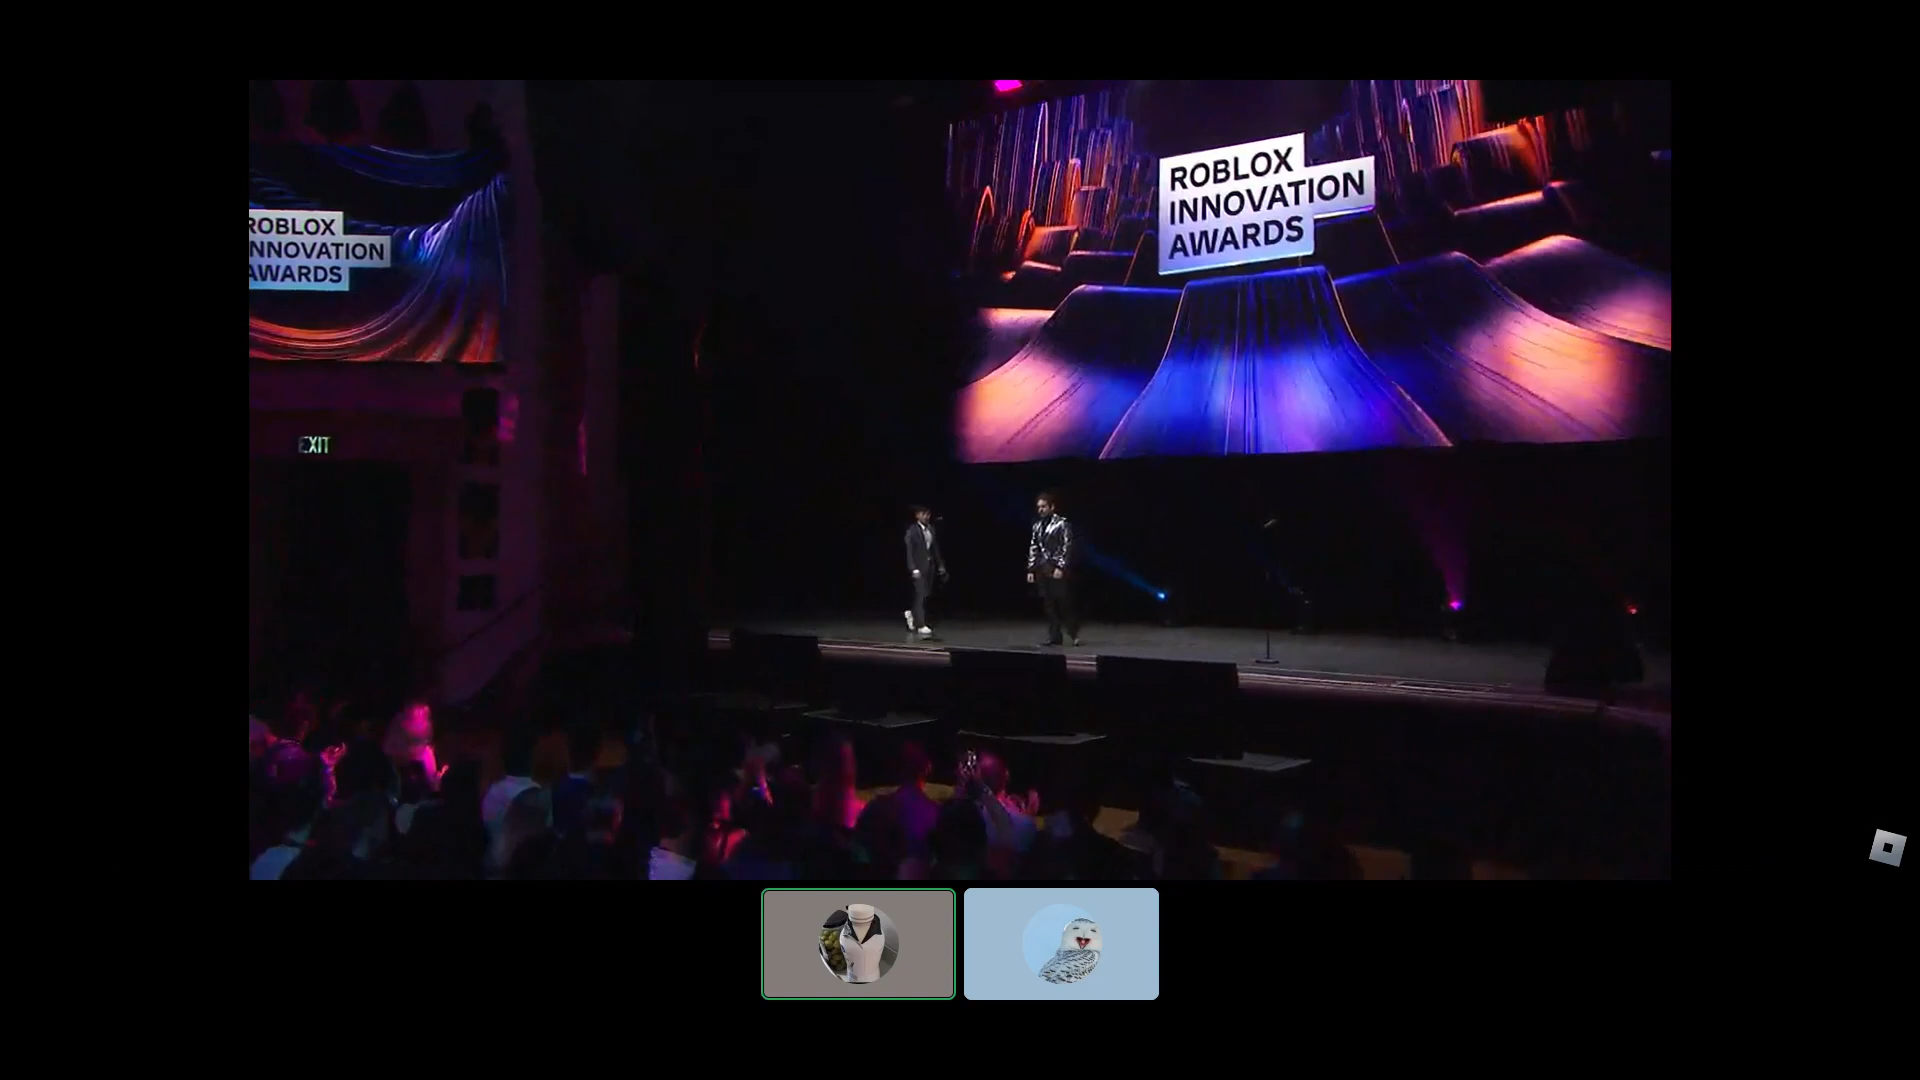 ROBLOX
INNOVATION
AWARDS
ROBLOX
INNOVATION
AWARDS
EXIT